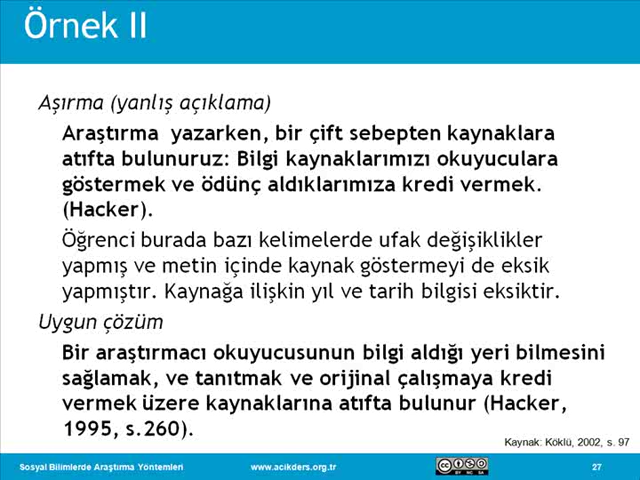 Örnek II
Aşırma (yanlış açıklama)
Araştırma yazarken, bir çift sebepten kaynaklara
atıfta bulunuruz: Bilgi kaynaklarımızı okuyuculara
göstermek ve ödünç aldıklarımıza kredi vermek.
(Hacker).
Öğrenci burada bazı kelimelerde ufak değişiklikler
yapmış ve metin içinde kaynak göstermeyi de eksik
yapmıştır. Kaynağa ilişkin yıl ve tarih bilgisi eksiktir.
Uygun çözüm
Bir araştırmacı okuyucusunun bilgi aldığı yeri bilmesini
sağlamak, ve tanıtmak ve orijinal çalışmaya kredi
vermek üzere kaynaklarına atıfta bulunur (Hacker,
1995, s.260).
Kaynak: Köklü, 2002, s. 97
Sosyal Bilimlerde Araştırma Yöntemleri www.acikders.org.tr cc BY NC SA 27